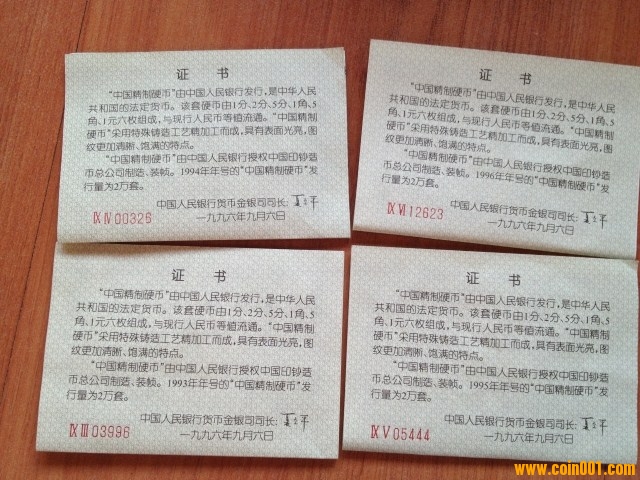 证 书
“中国精制硬币”由中国人民银行发行，是中华人民
共和国的法定货币。该套硬币由1分、2分、5分、1角、5
角、1元六枚组成，与现行人民币等值流通。“中国精制
硬币”采用特殊铸造工艺精加工而成，具有表面光亮，图
纹更加清晰、饱满的特点。
“中国精制硬币”由中国人民银行授权中国印钞造
币总公司制造、装帧。1994年年号的“中国精制硬币”发
行量为2万套。
中国人民银行货币金银司司长：
ⅨⅣ00326
一九九六年九月六日
证 书
“中国精制硬币”由中国人民银行发行，是中华人民
共和国的法定货币。该套硬币由1分、2分、5分、1角、5
角、1元六枚组成，与现行人民币等值流通。“中国精制
硬币”采用特殊铸造工艺精加工而成，具有表面光亮，图
纹更加清晰、饱满的特点。
“中国精制硬币”由中国人民银行授权中国印钞造
币总公司制造、装帧。1996年年号的“中国精制硬币”发
行量为2万套。
中国人民银行货币金银司司长：
ⅨⅥ12623
一九九六年九月六日
证 书
“中国精制硬币”由中国人民银行发行，是中华人民
共和国的法定货币。该套硬币由1分、2分、5分、1角、5
角、1元六枚组成，与现行人民币等值流通。“中国精制
硬币”采用特殊铸造工艺精加工而成，具有表面光亮，图
纹更加清晰、饱满的特点。
“中国精制硬币”由中国人民银行授权中国印钞造
币总公司制造、装帧。1993年年号的“中国精制硬币”发
行量为2万套。
中国人民银行货币金银司司长：
ⅨⅢ03996
一九九六年九月六日
证 书
“中国精制硬币”由中国人民银行发行，是中华人民
共和国的法定货币。该套硬币由1分、2分、5分、1角、5
角、1元六枚组成，与现行人民币等值流通。“中国精制
硬币”采用特殊铸造工艺精加工而成，具有表面光亮，图
纹更加清晰、饱满的特点。
“中国精制硬币”由中国人民银行授权中国印钞造
币总公司制造、装帧。1995年年号的“中国精制硬币”发
行量为2万套。
中国人民银行货币金银司司长：
ⅨⅤ05444
一九九六年九月六日
www.coin001.com